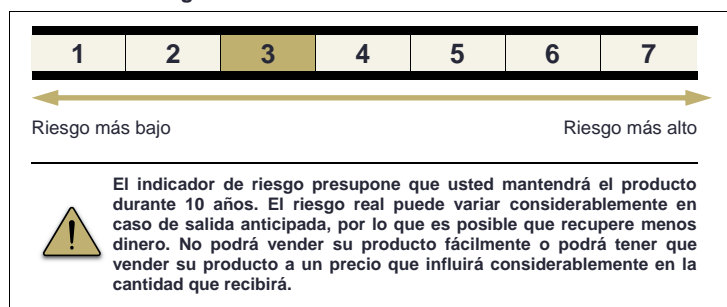 1 2 3 4 5 6 7
Riesgo más bajo Riesgo más alto
El indicador de riesgo presupone que usted mantendrá el producto
durante 10 años. El riesgo real puede variar considerablemente en
caso de salida anticipada, por lo que es posible que recupere menos
dinero. No podrá vender su producto fácilmente o podrá tener que
vender su producto a un precio que influirá considerablemente en la
cantidad que recibirá.